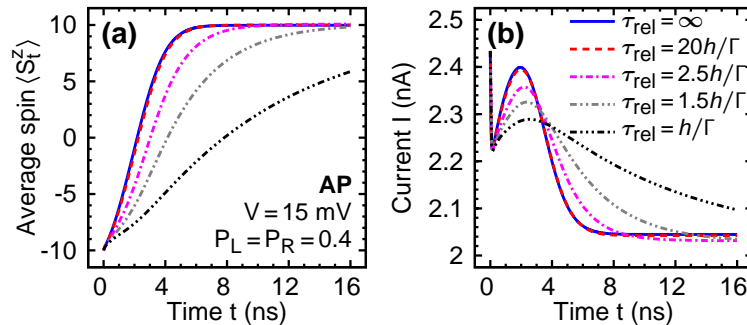 (a)
Average spin ⟨S_t^z⟩
10
5
0
-5
-10
AP
V = 15 mV
P_L = P_R = 0.4
0 4 8 12 16
Time t (ns)
(b)
Current I (nA)
2.5
2.4
2.3
2.2
2.1
2
τ_rel = ∞
τ_rel = 20h/Γ
τ_rel = 2.5h/Γ
τ_rel = 1.5h/Γ
τ_rel = h/Γ
0 4 8 12 16
Time t (ns)